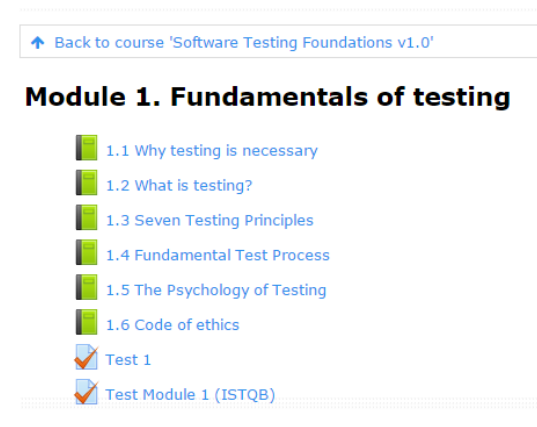 Back to course 'Software Testing Foundations v1.0'
Module 1. Fundamentals of testing
1.1 Why testing is necessary
1.2 What is testing?
1.3 Seven Testing Principles
1.4 Fundamental Test Process
1.5 The Psychology of Testing
1.6 Code of ethics
Test 1
Test Module 1 (ISTQB)